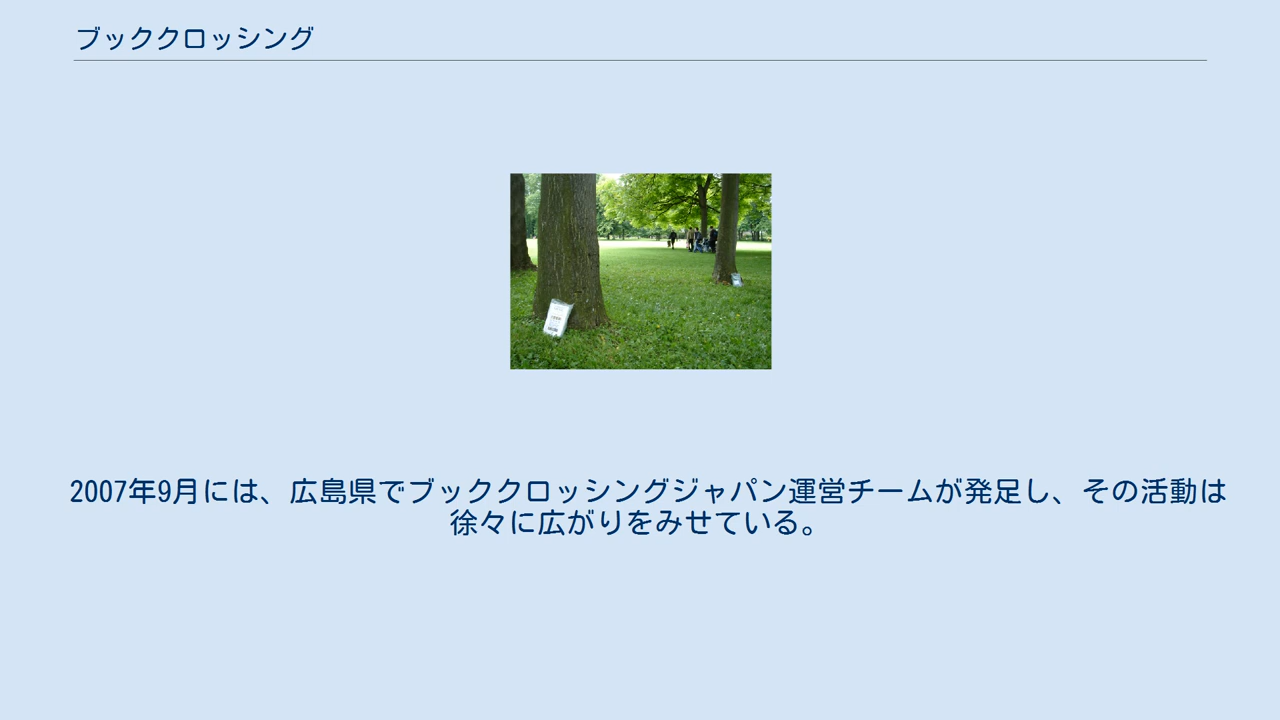 ブッククロッシング
2007年9月には、広島県でブッククロッシングジャパン運営チームが発足し、その活動は
徐々に広がりをみせている。